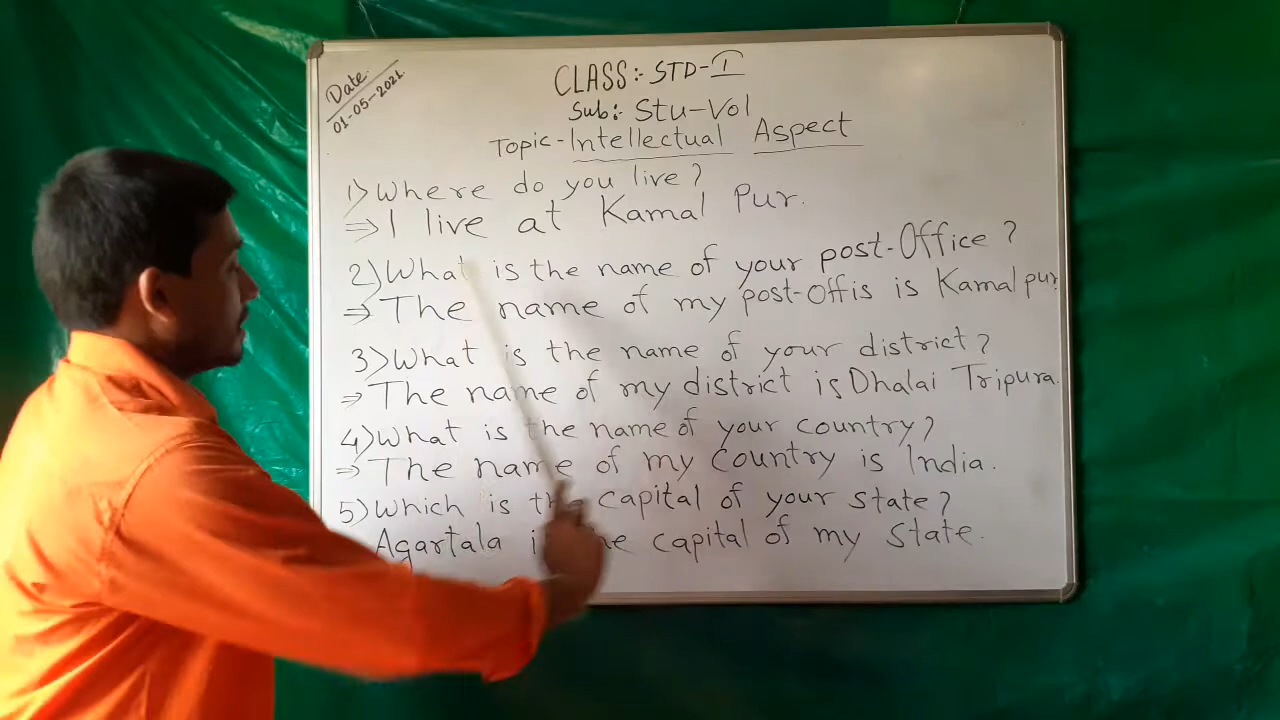 Date:
01-05-2021.
CLASS:- STD-I
Sub:- Stu-Vol
Topic-Intellectual Aspect
1) Where do you live?
⇒ I live at Kamal Pur.
2) What is the name of your post-Office?
⇒ The name of my post-offis is Kamalpur
3) What is the name of your district?
⇒ The name of my district is Dhalai Tripura.
4) What is the name of your country?
⇒ The name of my country is India.
5) Which is the capital of your state?
Agartala is the capital of my state.